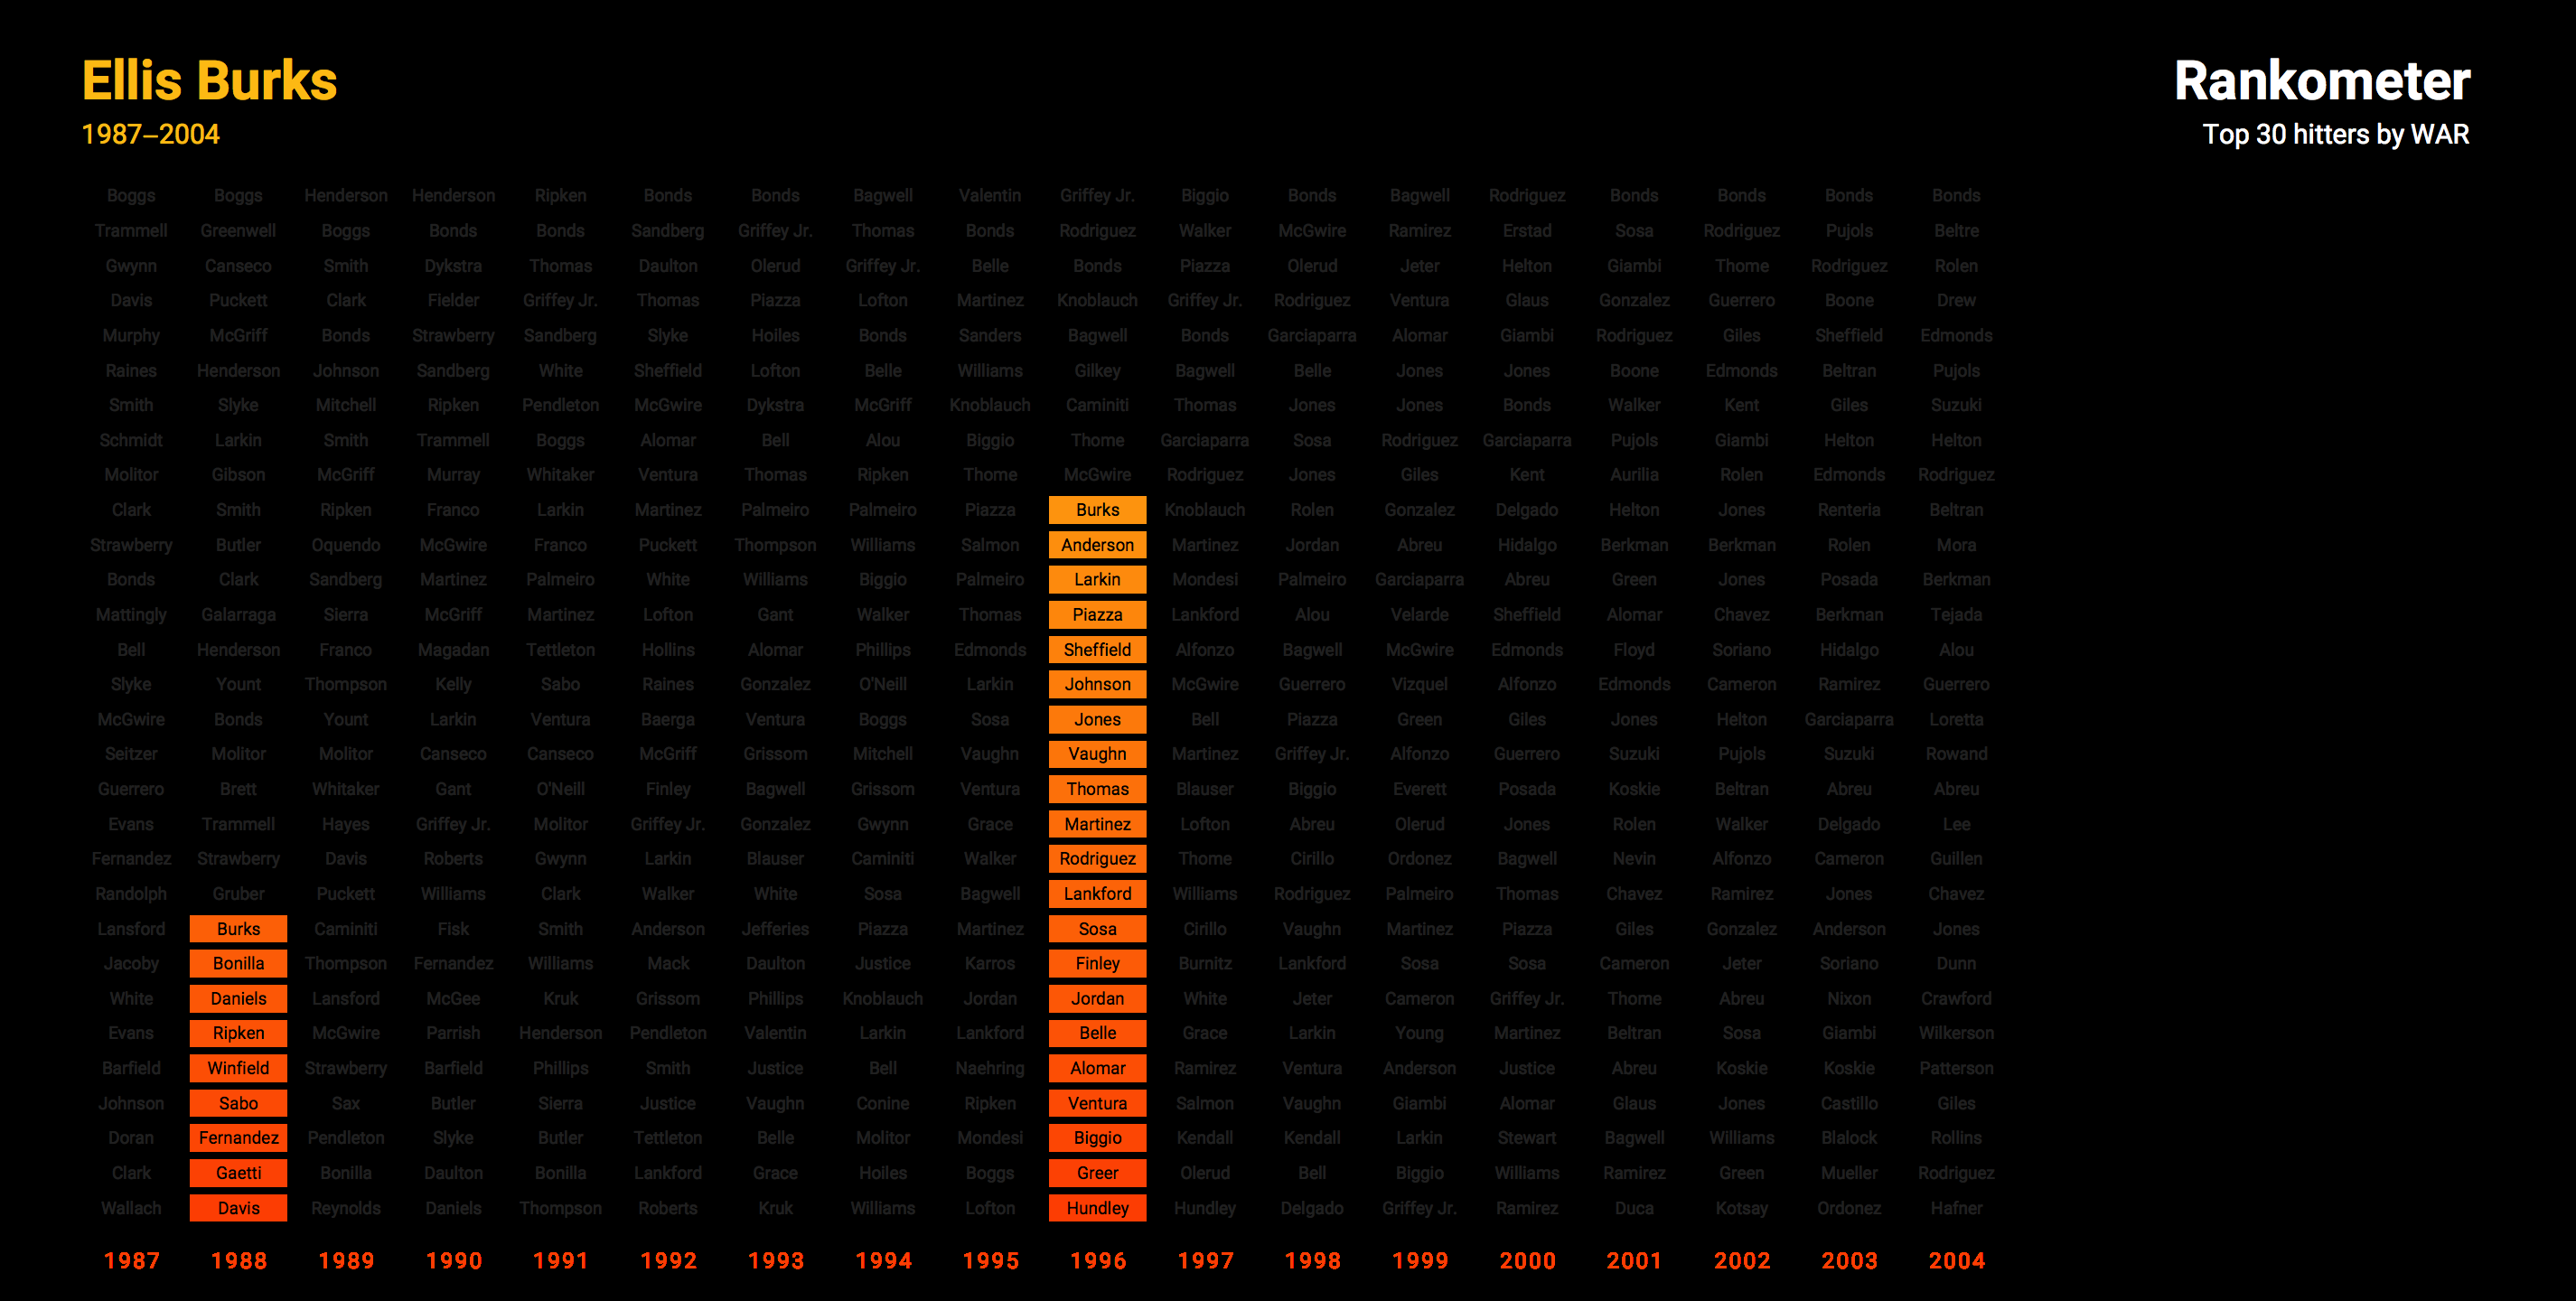 Ellis Burks
1987–2004
Rankometer
Top 30 hitters by WAR
Boggs Boggs Henderson Henderson Ripken Bonds Bonds Bagwell Valentin Griffey Jr. Biggio Bonds Bagwell Rodriguez Bonds Bonds Bonds Bonds
Trammell Greenwell Boggs Bonds Bonds Sandberg Griffey Jr. Thomas Bonds Rodriguez Walker McGwire Ramirez Erstad Sosa Rodriguez Pujols Beltre
Gwynn Canseco Smith Dykstra Thomas Daulton Olerud Griffey Jr. Belle Bonds Piazza Olerud Jeter Helton Giambi Thome Rodriguez Rolen
Davis Puckett Clark Fielder Griffey Jr. Thomas Piazza Lofton Martinez Knoblauch Griffey Jr. Rodriguez Ventura Glaus Gonzalez Guerrero Boone Drew
Murphy McGriff Bonds Strawberry Sandberg Slyke Hoiles Bonds Sanders Bagwell Bonds Garciaparra Alomar Giambi Rodriguez Giles Sheffield Edmonds
Raines Henderson Johnson Sandberg White Sheffield Lofton Belle Williams Gilkey Bagwell Belle Jones Jones Boone Edmonds Beltran Pujols
Smith Slyke Mitchell Ripken Pendleton McGwire Dykstra McGriff Knoblauch Caminiti Thomas Jones Jones Bonds Walker Kent Giles Suzuki
Schmidt Larkin Smith Trammell Boggs Alomar Bell Alou Biggio Thome Garciaparra Sosa Rodriguez Garciaparra Pujols Giambi Helton Helton
Molitor Gibson McGriff Murray Whitaker Ventura Thomas Ripken Thome McGwire Rodriguez Jones Giles Kent Aurilia Rolen Edmonds Rodriguez
Clark Smith Ripken Franco Larkin Martinez Palmeiro Palmeiro Piazza Burks Knoblauch Rolen Gonzalez Delgado Helton Jones Renteria Beltran
Strawberry Butler Oquendo McGwire Franco Puckett Thompson Williams Salmon Anderson Martinez Jordan Abreu Hidalgo Berkman Berkman Rolen Mora
Bonds Clark Sandberg Martinez Palmeiro White Williams Biggio Palmeiro Larkin Mondesi Palmeiro Garciaparra Abreu Green Jones Posada Berkman
Mattingly Galarraga Sierra McGriff Martinez Lofton Gant Walker Thomas Piazza Lankford Alou Velarde Sheffield Alomar Chavez Berkman Tejada
Bell Henderson Franco Magadan Tettleton Hollins Alomar Phillips Edmonds Sheffield Alfonzo Bagwell McGwire Edmonds Floyd Soriano Hidalgo Alou
Slyke Yount Thompson Kelly Sabo Raines Gonzalez O'Neill Larkin Johnson McGwire Guerrero Vizquel Alfonzo Edmonds Cameron Ramirez Guerrero
McGwire Bonds Yount Larkin Ventura Baerga Ventura Boggs Sosa Jones Bell Piazza Green Giles Jones Helton Garciaparra Loretta
Seitzer Molitor Molitor Canseco Canseco McGriff Grissom Mitchell Vaughn Vaughn Martinez Griffey Jr. Alfonzo Guerrero Suzuki Pujols Suzuki Rowand
Guerrero Brett Whitaker Gant O'Neill Finley Bagwell Grissom Ventura Thomas Blauser Biggio Everett Posada Koskie Beltran Abreu Abreu
Evans Trammell Hayes Griffey Jr. Molitor Griffey Jr. Gonzalez Gwynn Grace Martinez Lofton Abreu Olerud Jones Rolen Walker Delgado Lee
Fernandez Strawberry Davis Roberts Gwynn Larkin Blauser Caminiti Walker Rodriguez Thome Cirillo Ordonez Bagwell Nevin Alfonzo Cameron Guillen
Randolph Gruber Puckett Williams Clark Walker White Sosa Bagwell Lankford Williams Rodriguez Palmeiro Thomas Chavez Ramirez Jones Chavez
Lansford Burks Caminiti Fisk Smith Anderson Jefferies Piazza Martinez Sosa Cirillo Vaughn Martinez Piazza Giles Gonzalez Anderson Jones
Jacoby Bonilla Thompson Fernandez Williams Mack Daulton Justice Karros Finley Burnitz Lankford Sosa Sosa Cameron Jeter Soriano Dunn
White Daniels Lansford McGee Kruk Grissom Phillips Knoblauch Jordan Jordan White Jeter Cameron Griffey Jr. Thome Abreu Nixon Crawford
Evans Ripken McGwire Parrish Henderson Pendleton Valentin Larkin Lankford Belle Grace Larkin Young Martinez Beltran Sosa Giambi Wilkerson
Barfield Winfield Strawberry Barfield Phillips Smith Justice Bell Naehring Alomar Ramirez Ventura Anderson Justice Abreu Koskie Koskie Patterson
Johnson Sabo Sax Butler Sierra Justice Vaughn Conine Ripken Ventura Salmon Vaughn Giambi Alomar Glaus Jones Castillo Giles
Doran Fernandez Pendleton Slyke Butler Tettleton Belle Molitor Mondesi Biggio Kendall Kendall Larkin Stewart Bagwell Williams Blalock Rollins
Clark Gaetti Bonilla Daulton Bonilla Lankford Grace Hoiles Boggs Greer Olerud Bell Biggio Williams Ramirez Green Mueller Rodriguez
Wallach Davis Reynolds Daniels Thompson Roberts Kruk Williams Lofton Hundley Hundley Delgado Griffey Jr. Ramirez Duca Kotsay Ordonez Hafner
1987 1988 1989 1990 1991 1992 1993 1994 1995 1996 1997 1998 1999 2000 2001 2002 2003 2004